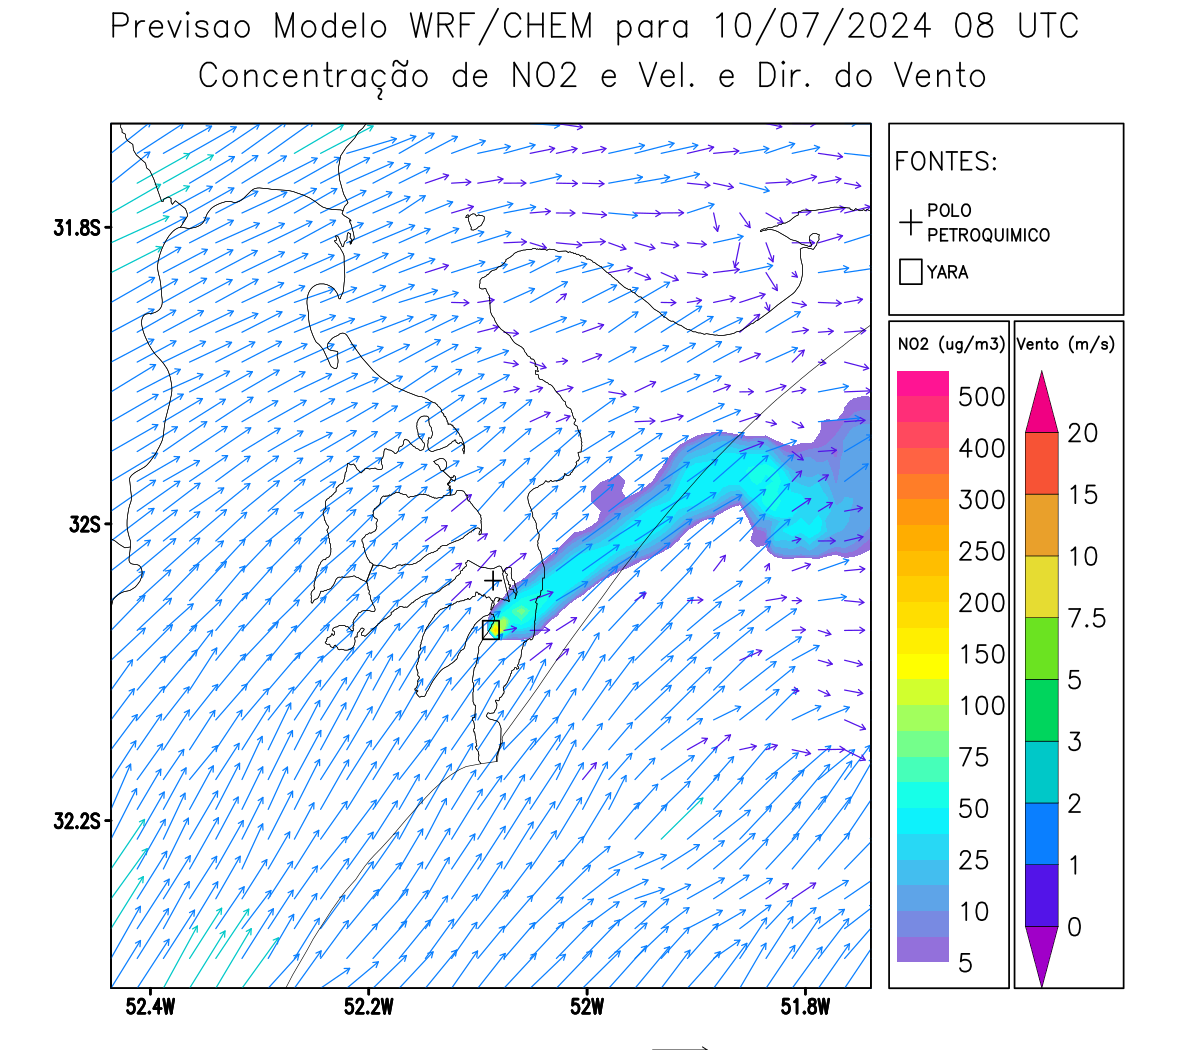 Previsao Modelo WRF/CHEM para 10/07/2024 08 UTC
Concentração de NO2 e Vel. e Dir. do Vento
FONTES:
POLO
PETROQUIMICO
YARA
NO2 (ug/m3)
500
400
300
250
200
150
100
75
50
25
10
5
Vento (m/s)
20
15
10
7.5
5
3
2
1
0
31.8S
32S
32.2S
52.4W
52.2W
52W
51.8W